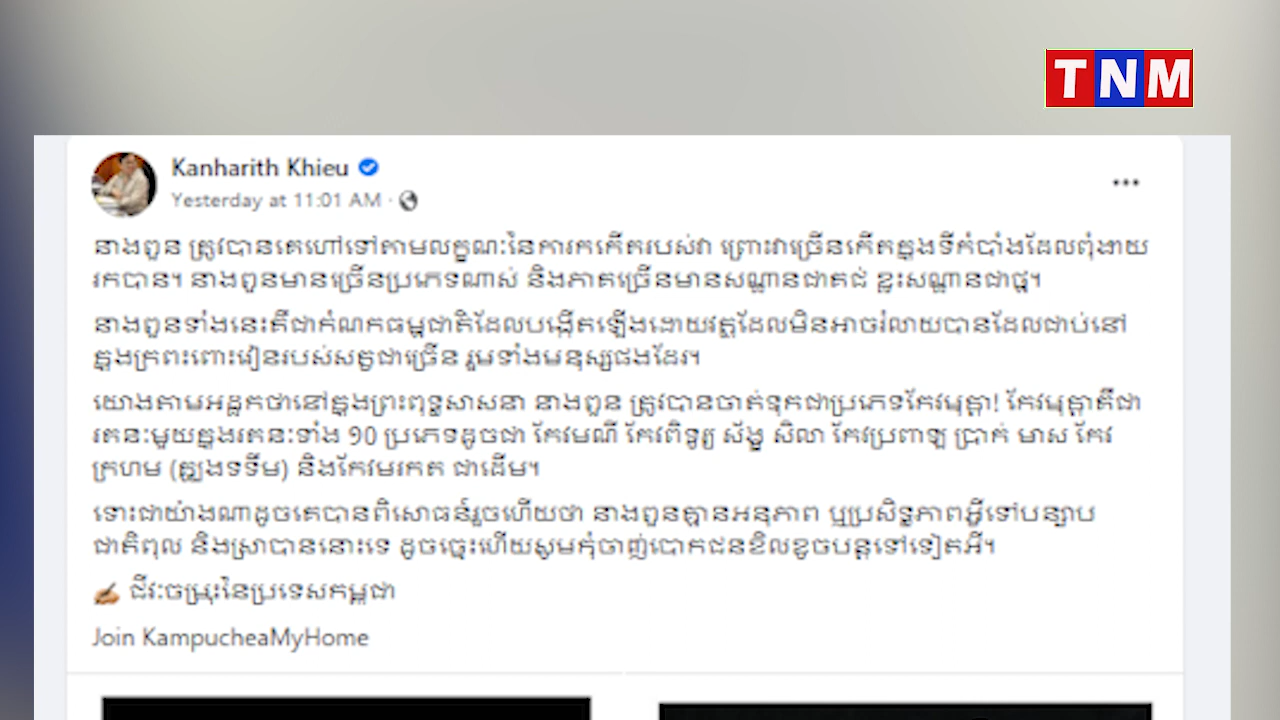 TNM
Kanharith Khieu
Yesterday at 11:01 AM ·
នាងពួន ត្រូវបានគេហៅទៅតាមលក្ខណៈនៃការកកើតរបស់វា ព្រោះវាច្រើនកើតក្នុងទីកំបាំងដែលពុំងាយ
រកបាន។ នាងពួនមានច្រើនប្រភេទណាស់ និងភាគច្រើនមានសណ្ឋានជាគជ់ ខ្លះសណ្ឋានជាថ្ម។
នាងពួនទាំងនេះគឺជាកំណកធម្មជាតិដែលបង្កើតឡើងដោយវត្ថុដែលមិនអាចរំលាយបានដែលជាប់នៅ
ក្នុងក្រពះពោះវៀនរបស់សត្វជាច្រើន រួមទាំងមនុស្សផងដែរ។
យោងតាមអដ្ឋកថានៅក្នុងព្រះពុទ្ធសាសនា នាងពួន ត្រូវបានចាត់ទុកជាប្រភេទកែវមុត្តា! កែវមុត្តាគឺជា
រតនៈមួយក្នុងរតនៈទាំង 90 ប្រភេទដូចជា កែវមណី កែវពិទូរ្យ ស័ង្ខ សិលា កែវប្រពាឡ ប្រាក់ មាស កែវ
ក្រហម (ត្បូងទទឹម) និងកែវមរកត ជាដើម។
ទោះជាយ៉ាងណាដូចគេបានពិសោធន៍រួចហើយថា នាងពួនគ្មានអនុភាព ឬប្រសិទ្ធភាពអ្វីទៅបន្សាប
ជាតិពុល និងស្រាបាននោះទេ ដូច្នេះហើយសូមកុំចាញ់បោកជនខិលខូចបន្តទៅទៀតអី។
✍ ជីវៈចម្រុះនៃប្រទេសកម្ពុជា
Join KampucheaMyHome